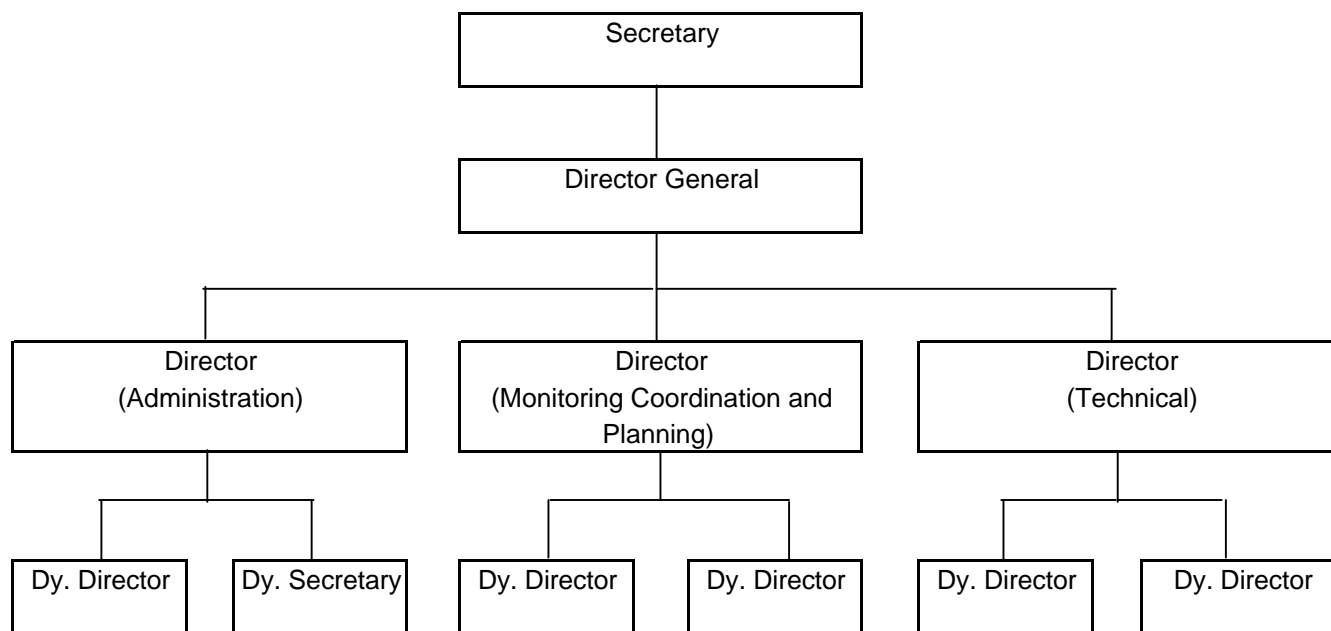 Secretary
Director General
Director
(Administration)
Director
(Monitoring Coordination and
Planning)
Director
(Technical)
Dy. Director
Dy. Secretary
Dy. Director
Dy. Director
Dy. Director
Dy. Director